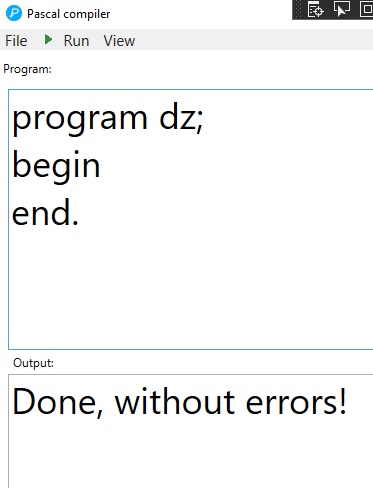 Pascal compiler
File Run View
Program:
program dz;
begin
end.
Output:
Done, without errors!